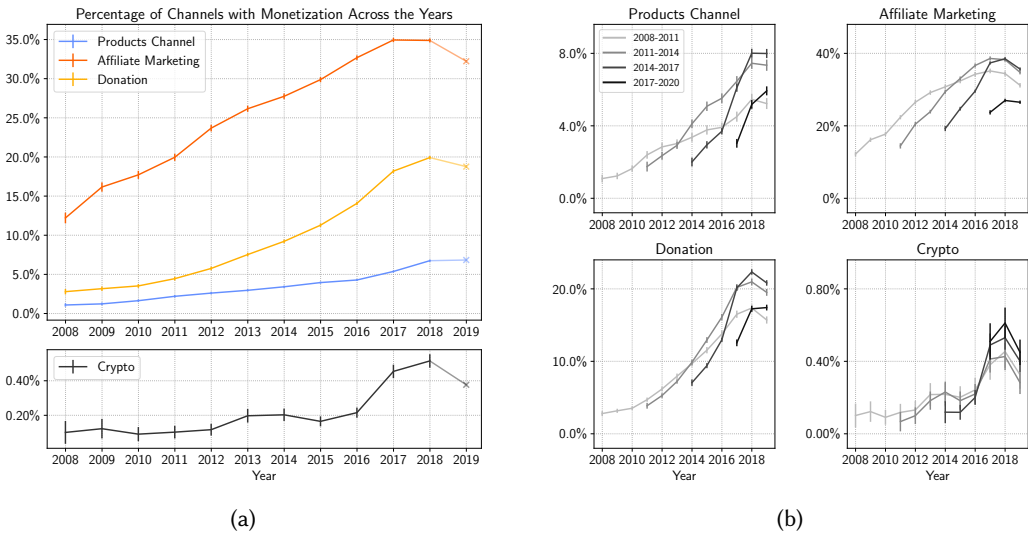 Percentage of Channels with Monetization Across the Years
35.0%
30.0%
25.0%
20.0%
15.0%
10.0%
5.0%
0.0%
Products Channel
Affiliate Marketing
Donation
2008 2009 2010 2011 2012 2013 2014 2015 2016 2017 2018 2019
0.40%
0.20%
Crypto
2008 2009 2010 2011 2012 2013 2014 2015 2016 2017 2018 2019
Year
(a)
Products Channel
8.0%
4.0%
0.0%
2008-2011
2011-2014
2014-2017
2017-2020
2008 2010 2012 2014 2016 2018
Affiliate Marketing
40%
20%
0%
2008 2010 2012 2014 2016 2018
Donation
20.0%
10.0%
0.0%
2008 2010 2012 2014 2016 2018
Year
Crypto
0.80%
0.40%
0.00%
2008 2010 2012 2014 2016 2018
Year
(b)